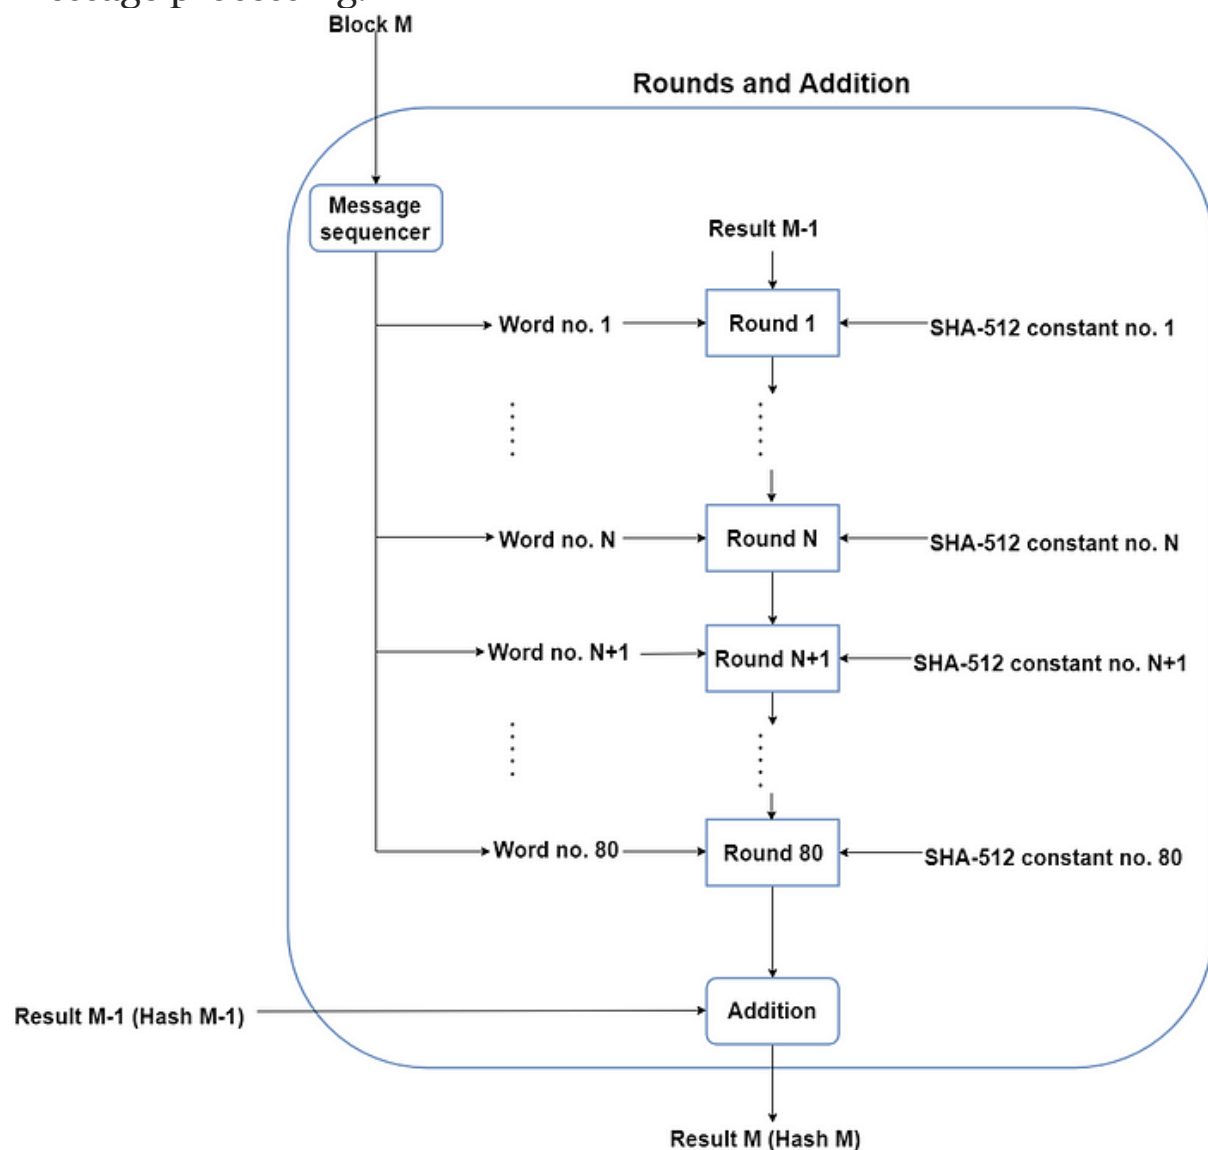 Block M
Rounds and Addition
Message
sequencer
Result M-1
Word no. 1
Round 1
SHA-512 constant no. 1
Word no. N
Round N
SHA-512 constant no. N
Word no. N+1
Round N+1
SHA-512 constant no. N+1
Word no. 80
Round 80
SHA-512 constant no. 80
Result M-1 (Hash M-1)
Addition
Result M (Hash M)